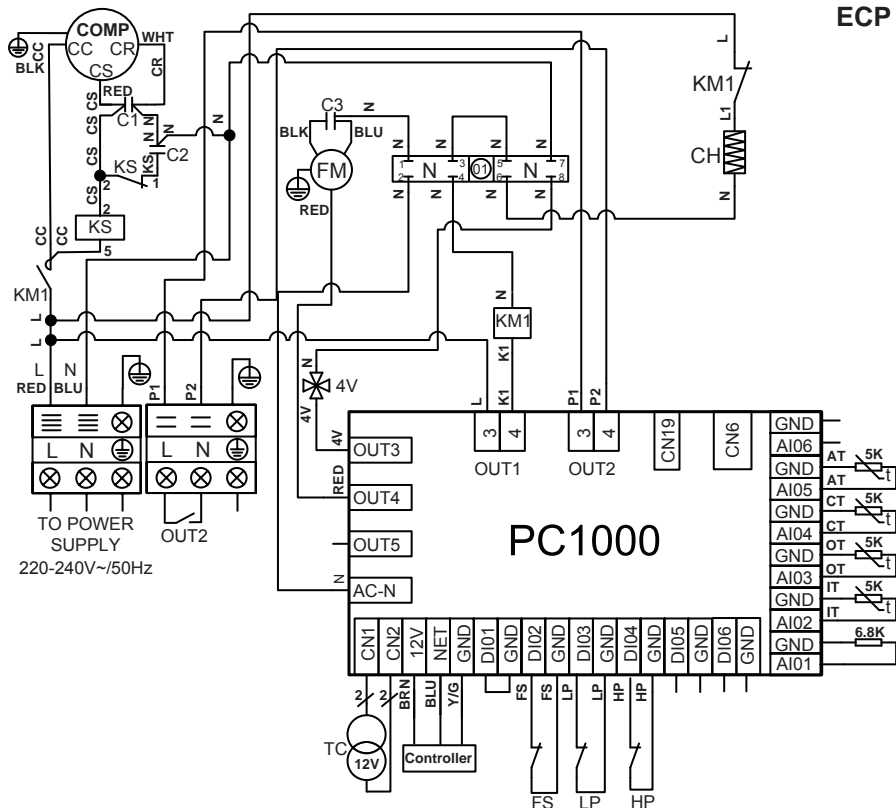 ECP
COMP
CC CR WHT
CS
BLK
CC
CR
RED
CS
CS
C1
N
N
N
N
C2
CS
KS
KS
2
1
CS
2
KS
5
CC
CC
KM1
L
L
L N
RED BLU
P1
P2
L N
L N
TO POWER
SUPPLY
220-240V~/50Hz
OUT2
C3
N
BLK
BLU
FM
RED
N
N
N
N
1
2
N
3
4
01
5
6
N
7
8
N
N
N
N
L
KM1
L1
CH
N
N
KM1
K1
N
4V
4V
L
K1
P1
P2
4V
OUT3
RED
OUT4
OUT5
N
AC-N
3
4
OUT1
3
4
OUT2
CN19
CN6
PC1000
GND
AI06
GND
AI05
GND
AI04
GND
AI03
GND
AI02
GND
AI01
AT
AT
5K
t
CT
CT
5K
t
OT
OT
5K
t
IT
IT
5K
t
6.8K
CN1
CN2
12V
NET
GND
DI01
GND
DI02
GND
DI03
GND
DI04
GND
DI05
GND
DI06
GND
2
2
BRN
BLU
Y/G
FS
FS
LP
LP
HP
HP
TC
12V
Controller
FS
LP
HP